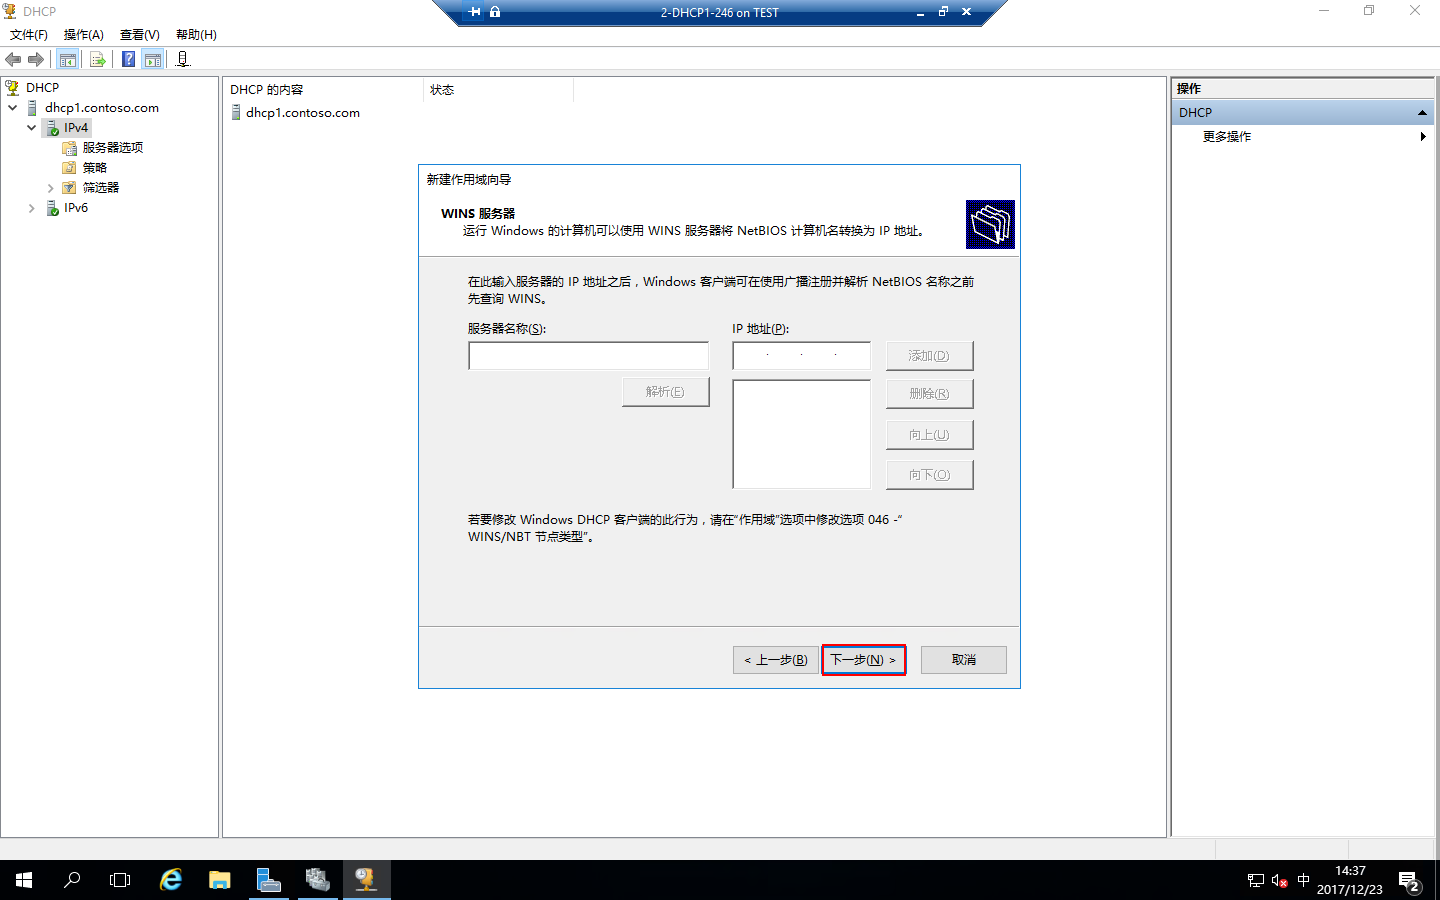 DHCP
2-DHCP1-246 on TEST
文件(F) 操作(A) 查看(V) 帮助(H)
DHCP
dhcp1.contoso.com
IPv4
服务器选项
策略
筛选器
IPv6
DHCP 的内容 状态
dhcp1.contoso.com
操作
DHCP
更多操作
新建作用域向导
WINS 服务器
运行 Windows 的计算机可以使用 WINS 服务器将 NetBIOS 计算机名转换为 IP 地址。
在此输入服务器的 IP 地址之后，Windows 客户端可在使用广播注册并解析 NetBIOS 名称之前
先查询 WINS。
服务器名称(S): IP 地址(P):
添加(D)
解析(E) 删除(R)
向上(U)
向下(O)
若要修改 Windows DHCP 客户端的此行为，请在“作用域”选项中修改选项 046 -“
WINS/NBT 节点类型”。
< 上一步(B) 下一步(N) > 取消
中
14:37
2017/12/23
2